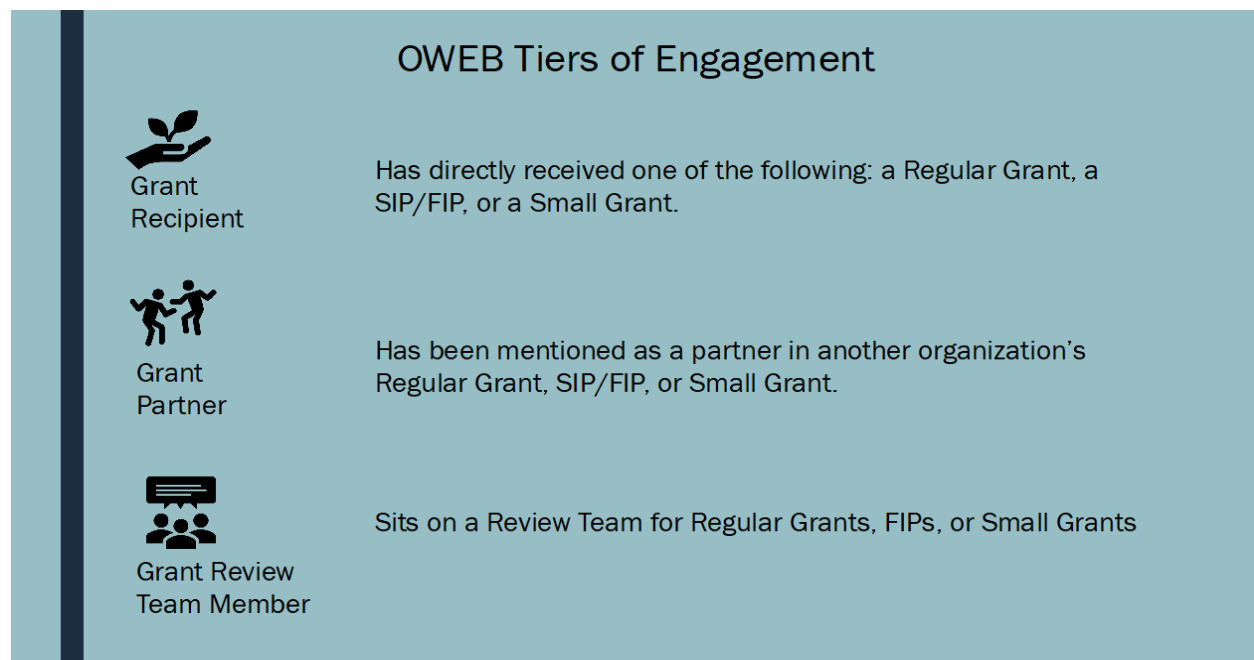 OWEB Tiers of Engagement
Grant
Recipient
Has directly received one of the following: a Regular Grant, a
SIP/FIP, or a Small Grant.
Grant
Partner
Has been mentioned as a partner in another organization’s
Regular Grant, SIP/FIP, or Small Grant.
Grant Review
Team Member
Sits on a Review Team for Regular Grants, FIPs, or Small Grants